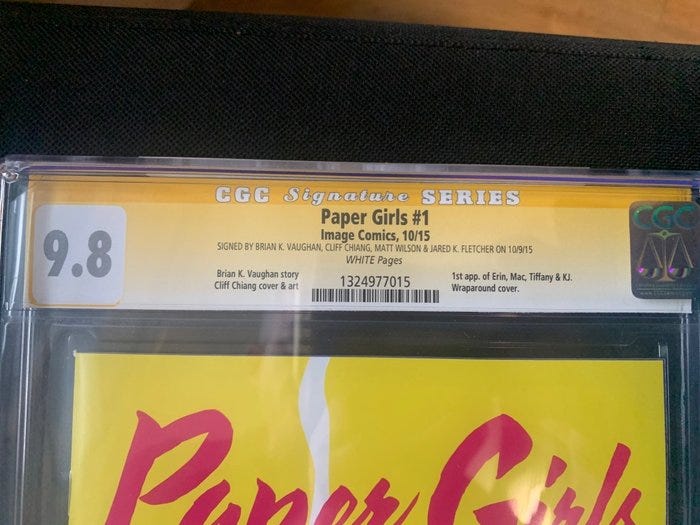 CGC Signature SERIES
Paper Girls #1
Image Comics, 10/15
SIGNED BY BRIAN K. VAUGHAN, CLIFF CHIANG, MATT WILSON & JARED K. FLETCHER ON 10/9/15
WHITE Pages
9.8
Brian K. Vaughan story
Cliff Chiang cover & art
1324977015
1st app. of Erin, Mac, Tiffany & KJ.
Wraparound cover.
CGC
Paper Girls